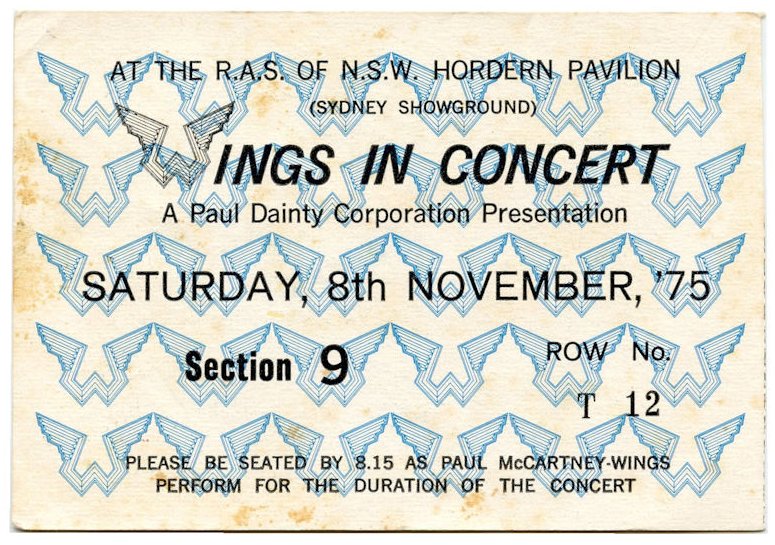 AT THE R.A.S. OF N.S.W. HORDERN PAVILION
(SYDNEY SHOWGROUND)
WINGS IN CONCERT
A Paul Dainty Corporation Presentation
SATURDAY, 8th NOVEMBER, '75
Section 9
ROW No.
T 12
PLEASE BE SEATED BY 8.15 AS PAUL McCARTNEY-WINGS
PERFORM FOR THE DURATION OF THE CONCERT